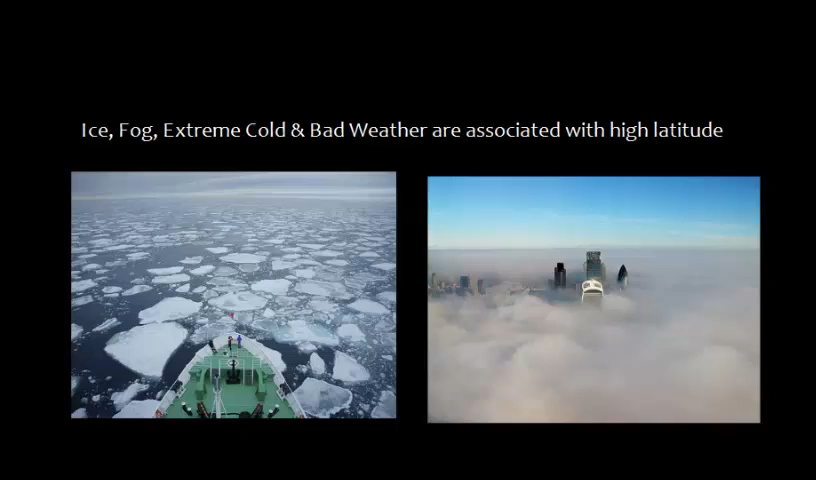 Ice, Fog, Extreme Cold & Bad Weather are associated with high latitude